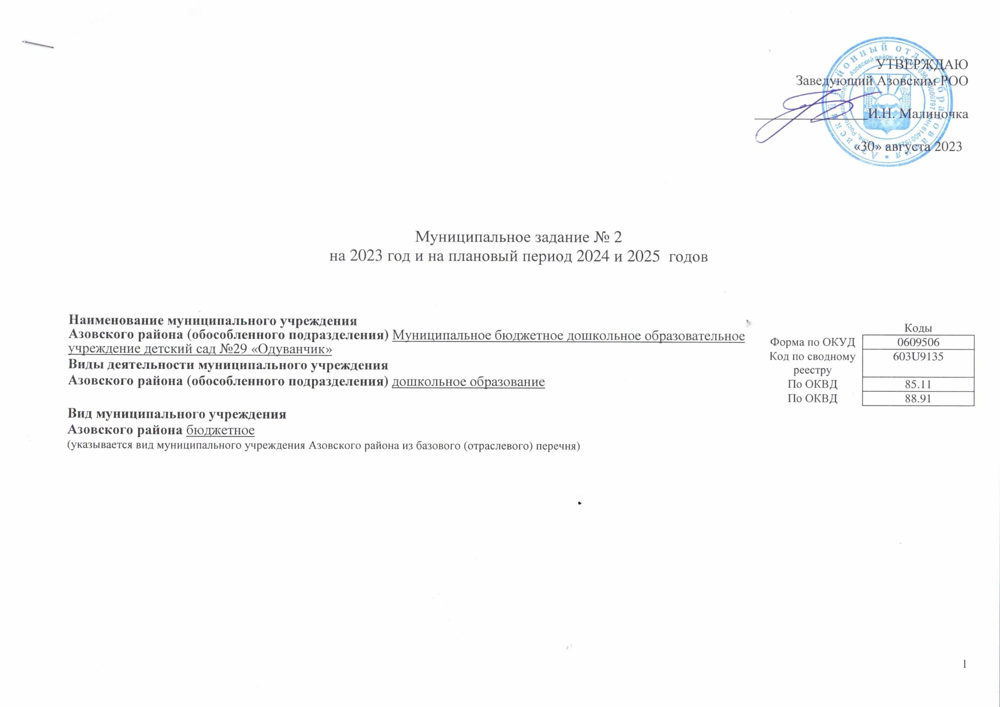 УТВЕРЖДАЮ
Заведующий Азовским РОО
И.Н. Малиночка
«30» августа 2023
Муниципальное задание № 2
на 2023 год и на плановый период 2024 и 2025 годов
Наименование муниципального учреждения
Азовского района (обособленного подразделения) Муниципальное бюджетное дошкольное образовательное
учреждение детский сад №29 «Одуванчик»
Виды деятельности муниципального учреждения
Азовского района (обособленного подразделения) дошкольное образование
Вид муниципального учреждения
Азовского района бюджетное
(указывается вид муниципального учреждения Азовского района из базового (отраслевого) перечня)
Коды
Форма по ОКУД 0609506
Код по сводному 603U9135
реестру
По ОКВД 85.11
По ОКВД 88.91
1
Азовский районный отдел образования